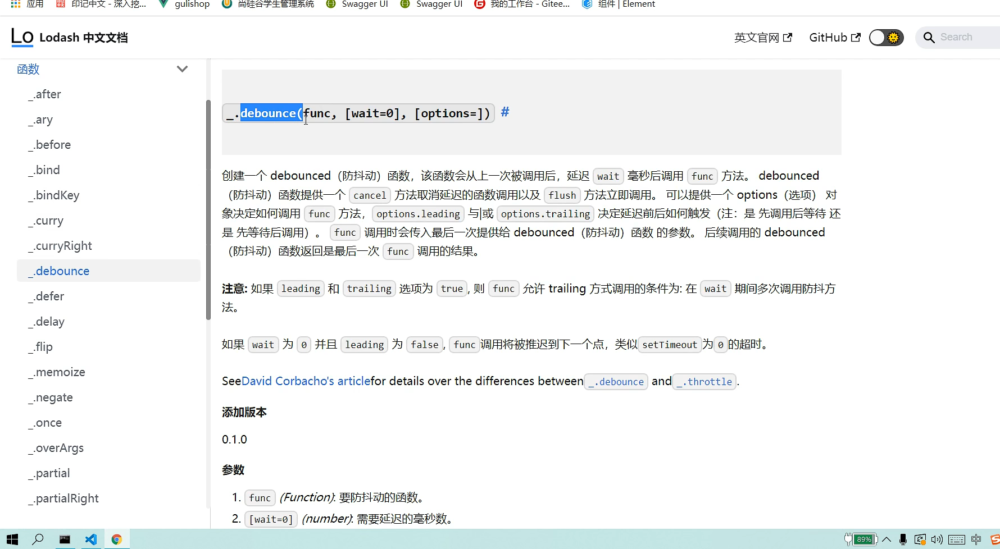 应用 印记中文 - 深入挖... gulishop 尚硅谷学生管理系统 Swagger UI Swagger UI 我的工作台 - Gitee... 组件 | Element
Lo Lodash 中文文档 英文官网 GitHub Search
函数
_.after
_.ary
_.before
_.bind
_.bindKey
_.curry
_.curryRight
_.debounce
_.defer
_.delay
_.flip
_.memoize
_.negate
_.once
_.overArgs
_.partial
_.partialRight
_.debounce(func, [wait=0], [options=]) #
创建一个 debounced（防抖动）函数，该函数会从上一次被调用后，延迟 wait 毫秒后调用 func 方法。 debounced
（防抖动）函数提供一个 cancel 方法取消延迟的函数调用以及 flush 方法立即调用。 可以提供一个 options（选项） 对
象决定如何调用 func 方法， options.leading 与|或 options.trailing 决定延迟前后如何触发（注：是 先调用后等待 还
是 先等待后调用）。 func 调用时会传入最后一次提供给 debounced（防抖动）函数 的参数。 后续调用的 debounced
（防抖动）函数返回是最后一次 func 调用的结果。
注意: 如果 leading 和 trailing 选项为 true, 则 func 允许 trailing 方式调用的条件为: 在 wait 期间多次调用防抖方
法。
如果 wait 为 0 并且 leading 为 false, func调用将被推迟到下一个点，类似setTimeout为0的超时。
SeeDavid Corbacho's articlefor details over the differences between_.debounce and_.throttle.
添加版本
0.1.0
参数
1. func (Function): 要防抖动的函数。
2. [wait=0] (number): 需要延迟的毫秒数。
89% 中